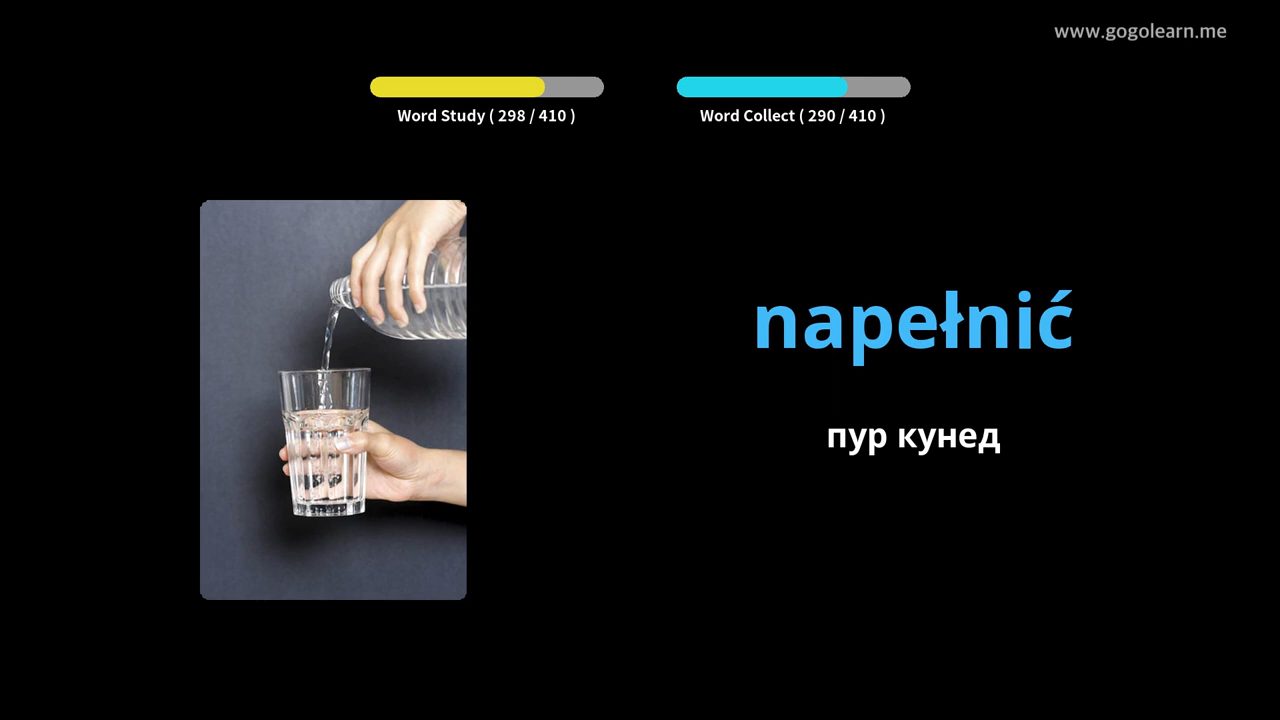 www.gogolearn.me
Word Study ( 298 / 410 )
Word Collect ( 290 / 410 )
napełnić
пур кунед